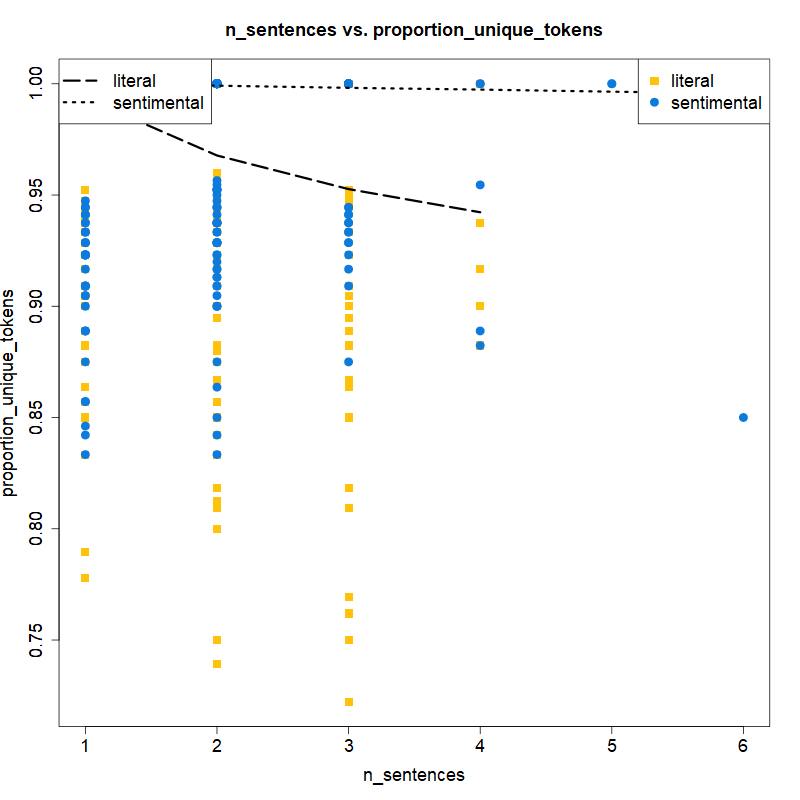 n_sentences vs. proportion_unique_tokens
literal
sentimental
literal
sentimental
proportion_unique_tokens
1.00
0.95
0.90
0.85
0.80
0.75
1 2 3 4 5 6
n_sentences